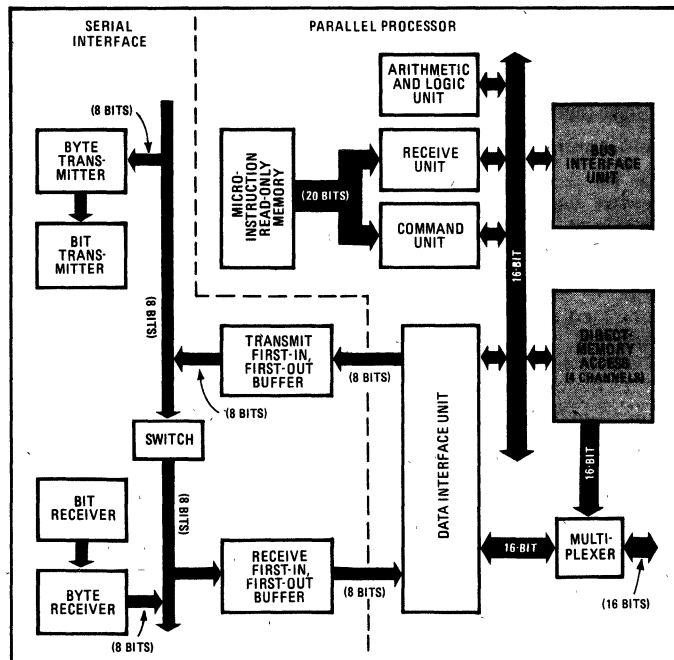 SERIAL
INTERFACE
PARALLEL PROCESSOR
ARITHMETIC
AND LOGIC
UNIT
(8 BITS)
BYTE
TRANS-
MITTER
BIT
TRANS-
MITTER
MICRO-
INSTRUCTION
READ-ONLY
MEMORY
(20 BITS)
RECEIVE
UNIT
COMMAND
UNIT
BUS
INTERFACE
UNIT
16-BIT
(8 BITS)
TRANSMIT
FIRST-IN,
FIRST-OUT
BUFFER
(8 BITS)
(8 BITS)
DATA INTERFACE UNIT
DIRECT-
MEMORY
ACCESS
(4 CHANNELS)
SWITCH
16-BIT
(8 BITS)
BIT
RECEIVER
BYTE
RECEIVER
(8 BITS)
RECEIVE
FIRST-IN,
FIRST-OUT
BUFFER
(8 BITS)
16-BIT
MULTI-
PLEXER
(16 BITS)